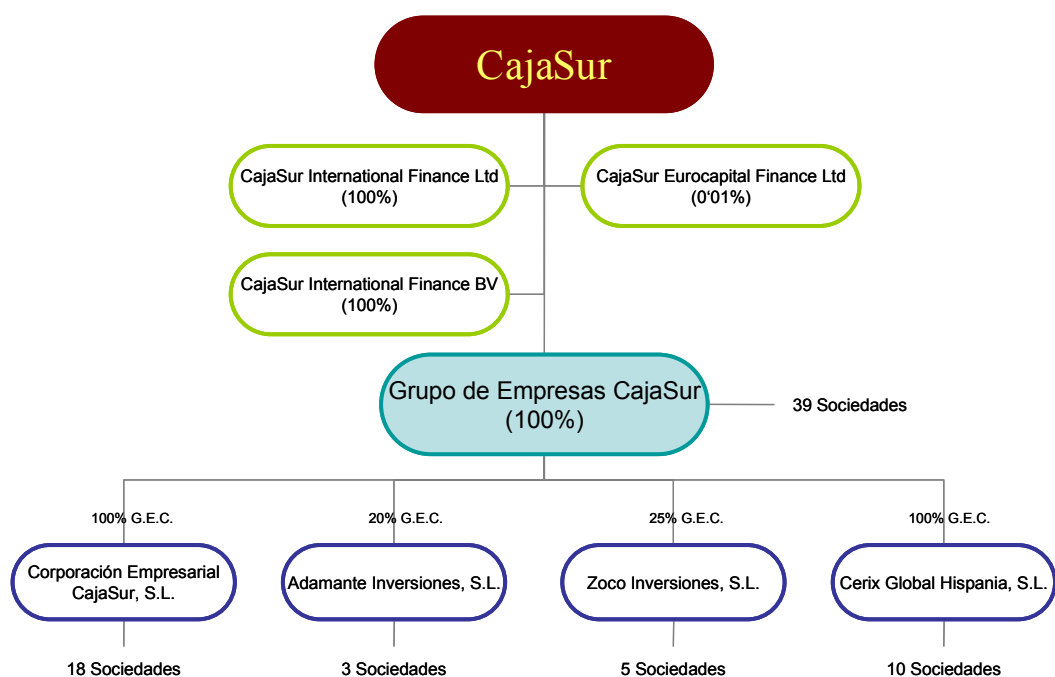 CajaSur
CajaSur International Finance Ltd
(100%)
CajaSur Eurocapital Finance Ltd
(0'01%)
CajaSur International Finance BV
(100%)
Grupo de Empresas CajaSur
(100%)
39 Sociedades
100% G.E.C.
20% G.E.C.
25% G.E.C.
100% G.E.C.
Corporación Empresarial
CajaSur, S.L.
Adamante Inversiones, S.L.
Zoco Inversiones, S.L.
Cerix Global Hispania, S.L.
18 Sociedades
3 Sociedades
5 Sociedades
10 Sociedades